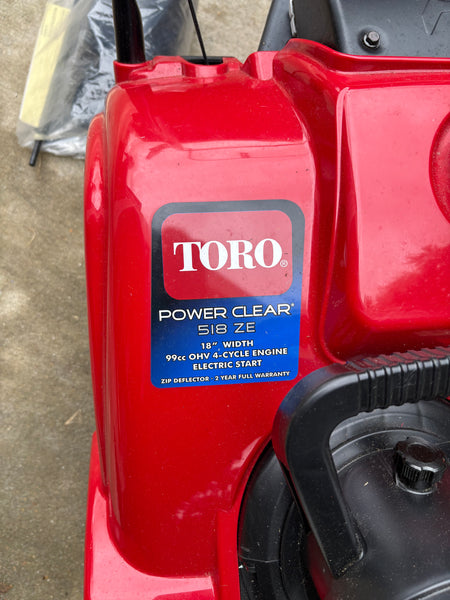 TORO®
POWER CLEAR®
518 ZE
18" WIDTH
99cc OHV 4-CYCLE ENGINE
ELECTRIC START
ZIP DEFLECTOR · 2 YEAR FULL WARRANTY